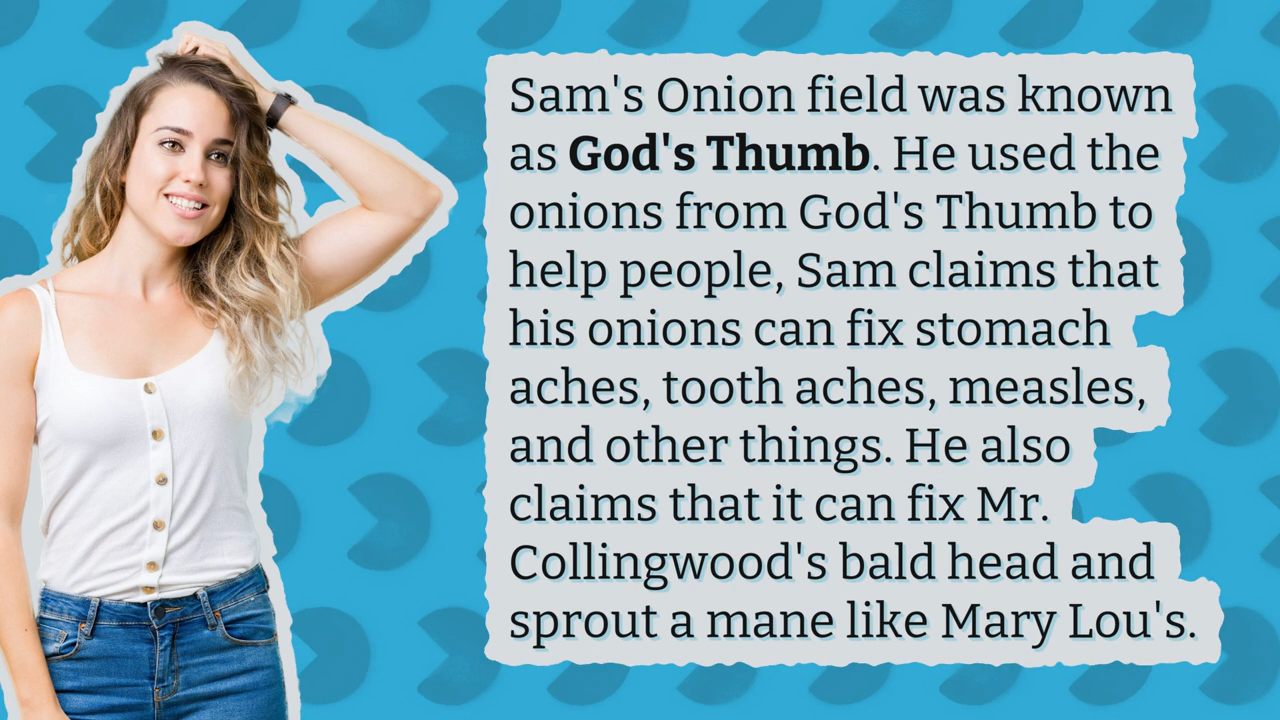 Sam's Onion field was known
as God's Thumb. He used the
onions from God's Thumb to
help people, Sam claims that
his onions can fix stomach
aches, tooth aches, measles,
and other things. He also
claims that it can fix Mr.
Collingwood's bald head and
sprout a mane like Mary Lou's.